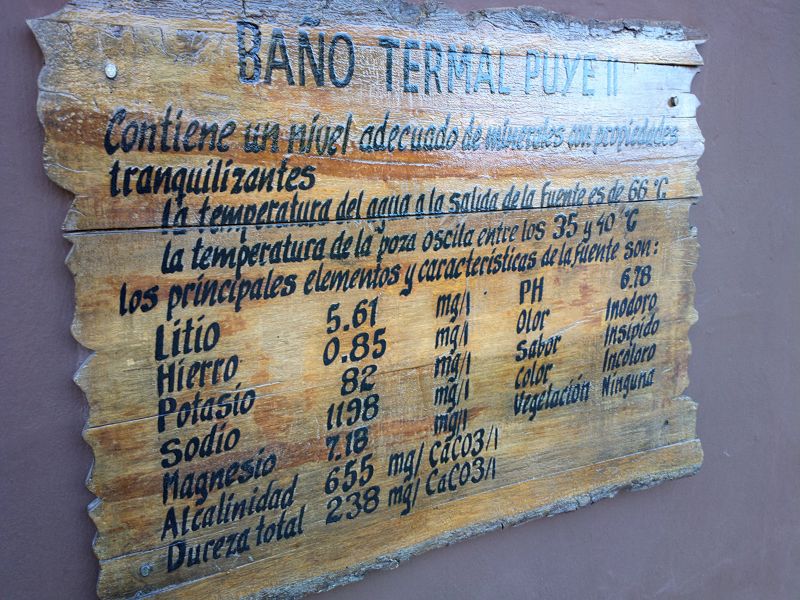 BAÑO TERMAL PUYE II
Contiene un nivel adecuado de minerales con propiedades
tranquilizantes
la temperatura del agua a la salida de la fuente es de 66 °C
la temperatura de la poza oscila entre los 35 y 40 °C
los principales elementos y características de la fuente son:
Litio 5.61 mg/l PH 6.78
Hierro 0.85 mg/l Olor Inodoro
Potasio 82 mg/l Sabor Insipido
Sodio 1198 mg/l Color Incoloro
Magnesio 7.18 mg/l Vegetación Ninguna
Alcalinidad 655 mg/ CaCO3/l
Dureza total 238 mg/ CaCO3/l